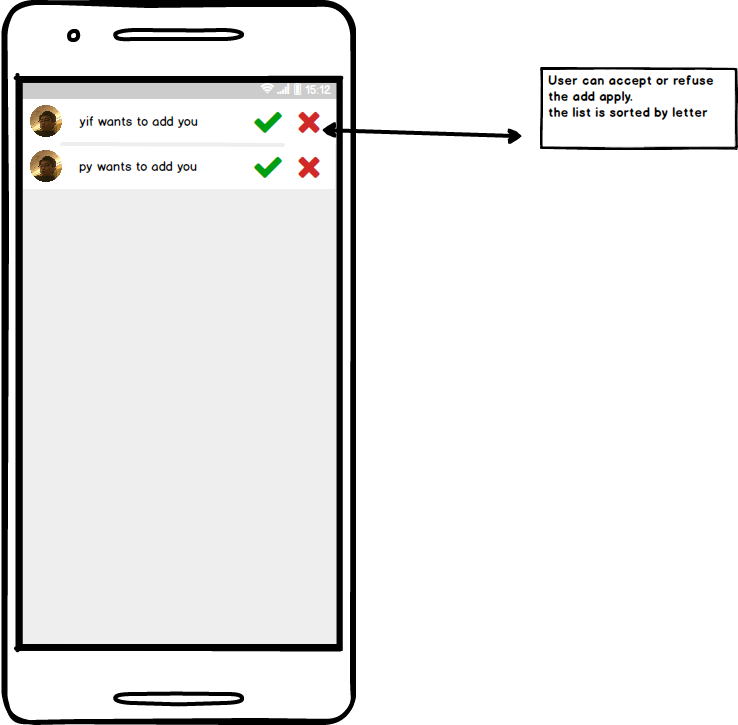 15:12
yif wants to add you
py wants to add you
User can accept or refuse
the add apply.
the list is sorted by letter